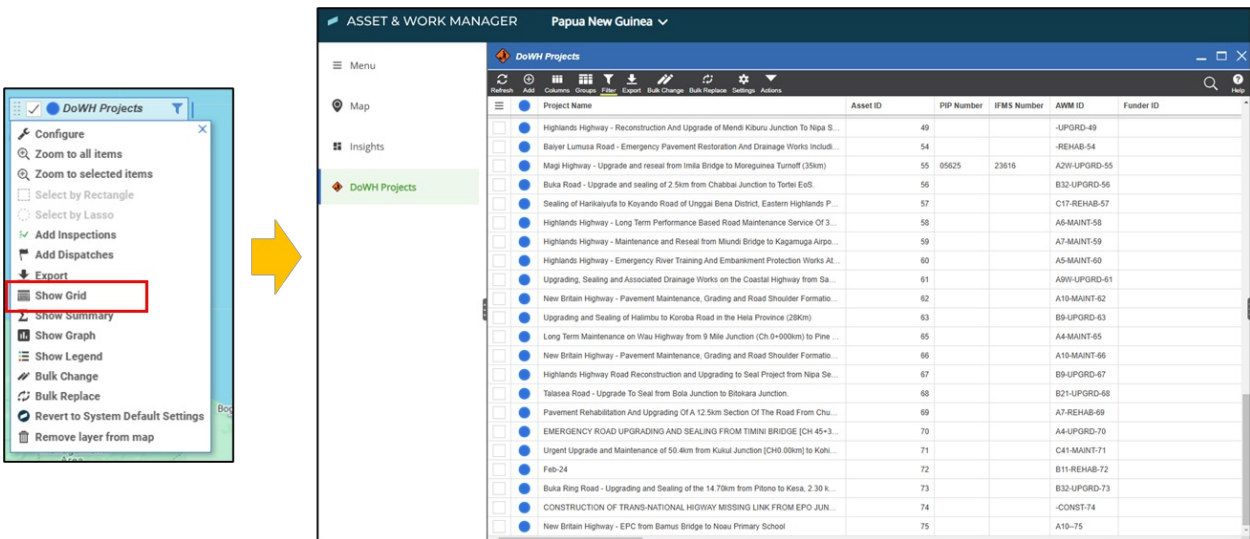 DoWH Projects
Configure
Zoom to all items
Zoom to selected items
Select by Rectangle
Select by Lasso
Add Inspections
Add Dispatches
Export
Show Grid
Show Summary
Show Graph
Show Legend
Bulk Change
Bulk Replace
Revert to System Default Settings
Remove layer from map
Bog
ASSET & WORK MANAGER Papua New Guinea
Menu
Map
Insights
DoWH Projects
DoWH Projects
Refresh Add Columns Groups Filter Export Bulk Change Bulk Replace Settings Actions Help
Project Name Asset ID PIP Number IFMS Number AWM ID Funder ID
Highlands Highway - Reconstruction And Upgrade of Mendi Kiburu Junction To Nipa S... 49 -UPGRD-49
Baiyer Lumusa Road - Emergency Pavement Restoration And Drainage Works Includi... 54 -REHAB-54
Magi Highway - Upgrade and reseal from Imila Bridge to Moreguinea Turnoff (35km) 55 05625 23616 A2W-UPGRD-55
Buka Road - Upgrade and sealing of 2.5km from Chabbai Junction to Tortei EoS. 56 B32-UPGRD-56
Sealing of Harikaiyufa to Koyando Road of Unggai Bena District, Eastern Highlands P... 57 C17-REHAB-57
Highlands Highway - Long Term Performance Based Road Maintenance Service Of 3... 58 A6-MAINT-58
Highlands Highway - Maintenance and Reseal from Miundi Bridge to Kagamuga Airpo... 59 A7-MAINT-59
Highlands Highway - Emergency River Training And Embankment Protection Works At... 60 A5-MAINT-60
Upgrading, Sealing and Associated Drainage Works on the Coastal Highway from Sa... 61 A9W-UPGRD-61
New Britain Highway - Pavement Maintenance, Grading and Road Shoulder Formatio... 62 A10-MAINT-62
Upgrading and Sealing of Halimbu to Koroba Road in the Hela Province (28Km) 63 B9-UPGRD-63
Long Term Maintenance on Wau Highway from 9 Mile Junction (Ch.0+000km) to Pine ... 65 A4-MAINT-65
New Britain Highway - Pavement Maintenance, Grading and Road Shoulder Formatio... 66 A10-MAINT-66
Highlands Highway Road Reconstruction and Upgrading to Seal Project from Nipa Se... 67 B9-UPGRD-67
Talasea Road - Upgrade To Seal from Bola Junction to Bitokara Junction. 68 B21-UPGRD-68
Pavement Rehabilitation And Upgrading Of A 12.5km Section Of The Road From Chu... 69 A7-REHAB-69
EMERGENCY ROAD UPGRADING AND SEALING FROM TIMINI BRIDGE [CH 45+3... 70 A4-UPGRD-70
Urgent Upgrade and Maintenance of 50.4km from Kukul Junction [CH0.00km] to Kohi... 71 C41-MAINT-71
Feb-24 72 B11-REHAB-72
Buka Ring Road - Upgrading and Sealing of the 14.70km from Pitono to Kesa, 2.30 k... 73 B32-UPGRD-73
CONSTRUCTION OF TRANS-NATIONAL HIGWAY MISSING LINK FROM EPO JUN... 74 -CONST-74
New Britain Highway - EPC from Bamus Bridge to Noau Primary School 75 A10--75